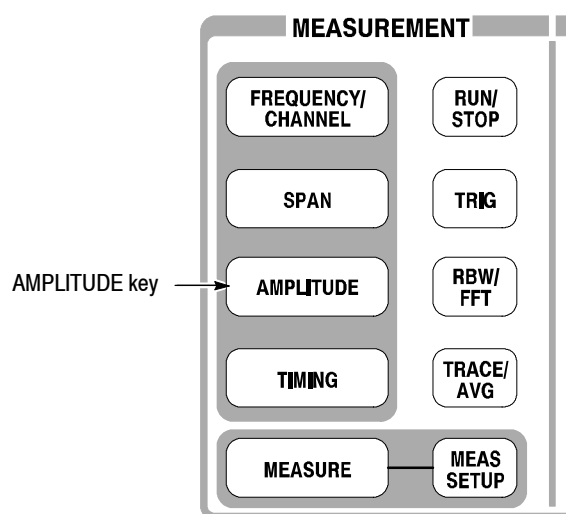 MEASUREMENT
FREQUENCY/
CHANNEL
RUN/
STOP
SPAN
TRIG
AMPLITUDE key
AMPLITUDE
RBW/
FFT
TIMING
TRACE/
AVG
MEASURE
MEAS
SETUP